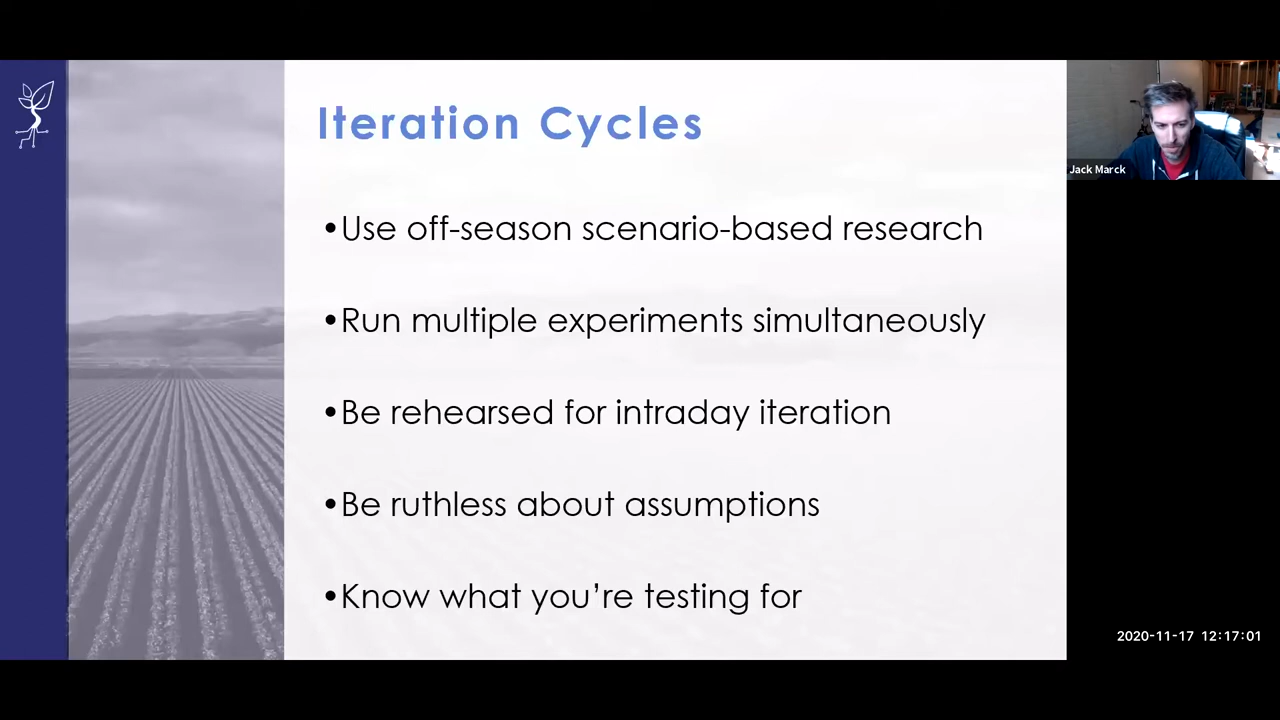 Iteration Cycles
•Use off-season scenario-based research
•Run multiple experiments simultaneously
•Be rehearsed for intraday iteration
•Be ruthless about assumptions
•Know what you’re testing for
Jack Marck
2020-11-17 12:17:01